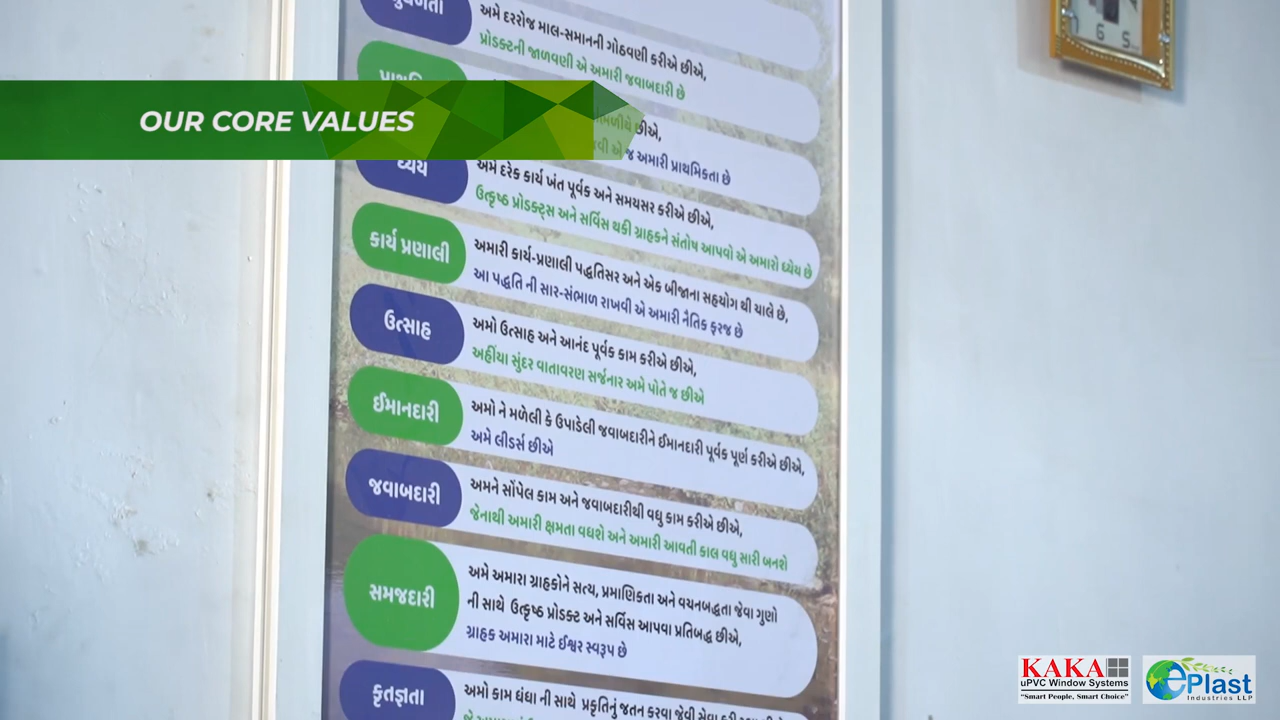 અમે દરરોજ માલ-સમાનની ગોઠવણી કરીએ છીએ,
પ્રોડક્ટની જાળવણી એ અમારી જવાબદારી છે
OUR CORE VALUES
છીએ,
એ જ અમારી પ્રાથમિકતા છે
ધ્યેય
અમે દરેક કાર્ય ખંત પૂર્વક અને સમયસર કરીએ છીએ,
ઉત્કૃષ્ઠ પ્રોડક્ટ્સ અને સર્વિસ થકી ગ્રાહકને સંતોષ આપવો એ અમારો ધ્યેય છે
કાર્ય પ્રણાલી
અમારી કાર્ય-પ્રણાલી પદ્ધતિસર અને એક બીજાના સહયોગ થી ચાલે છે,
આ પદ્ધતિ ની સાર-સંભાળ રાખવી એ અમારી નૈતિક ફરજ છે
ઉત્સાહ
અમો ઉત્સાહ અને આનંદ પૂર્વક કામ કરીએ છીએ,
અહીંયા સુંદર વાતાવરણ સર્જનાર અમે પોતે જ છીએ
ઈમાનદારી
અમો ને મળેલી કે ઉપાડેલી જવાબદારીને ઈમાનદારી પૂર્વક પૂર્ણ કરીએ છીએ,
અમે લીડર્સ છીએ
જવાબદારી
અમને સોંપેલ કામ અને જવાબદારીથી વધુ કામ કરીએ છીએ,
જેનાથી અમારી ક્ષમતા વધશે અને અમારી આવતી કાલ વધુ સારી બનશે
સમજદારી
અમે અમારા ગ્રાહકોને સત્ય, પ્રમાણિકતા અને વચનબદ્ધતા જેવા ગુણો
ની સાથે ઉત્કૃષ્ઠ પ્રોડક્ટ અને સર્વિસ આપવા પ્રતિબદ્ધ છીએ,
ગ્રાહક અમારા માટે ઈશ્વર સ્વરૂપ છે
કૃતજ્ઞતા
અમો કામ ધંધા ની સાથે પ્રકૃતિનું જતન કરવા જેવી સેવા
6 5
KAKA
uPVC Window Systems
"Smart People, Smart Choice"
ePlast
Industries LLP